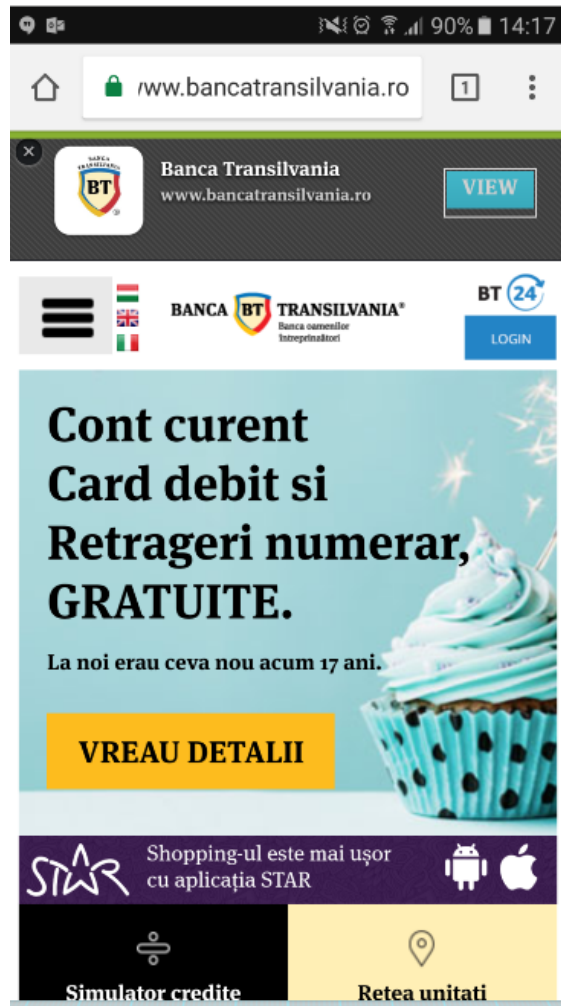 90% 14:17
www.bancatransilvania.ro 1
BANCA
TRANSILVANIA
BT
Banca Transilvania
www.bancatransilvania.ro
VIEW
BANCA BT TRANSILVANIA®
Banca oamenilor
întreprinzători
BT 24
LOGIN
Cont curent
Card debit si
Retrageri numerar,
GRATUITE.
La noi erau ceva nou acum 17 ani.
VREAU DETALII
STAR
Shopping-ul este mai ușor
cu aplicația STAR
Simulator credite
Retea unitati